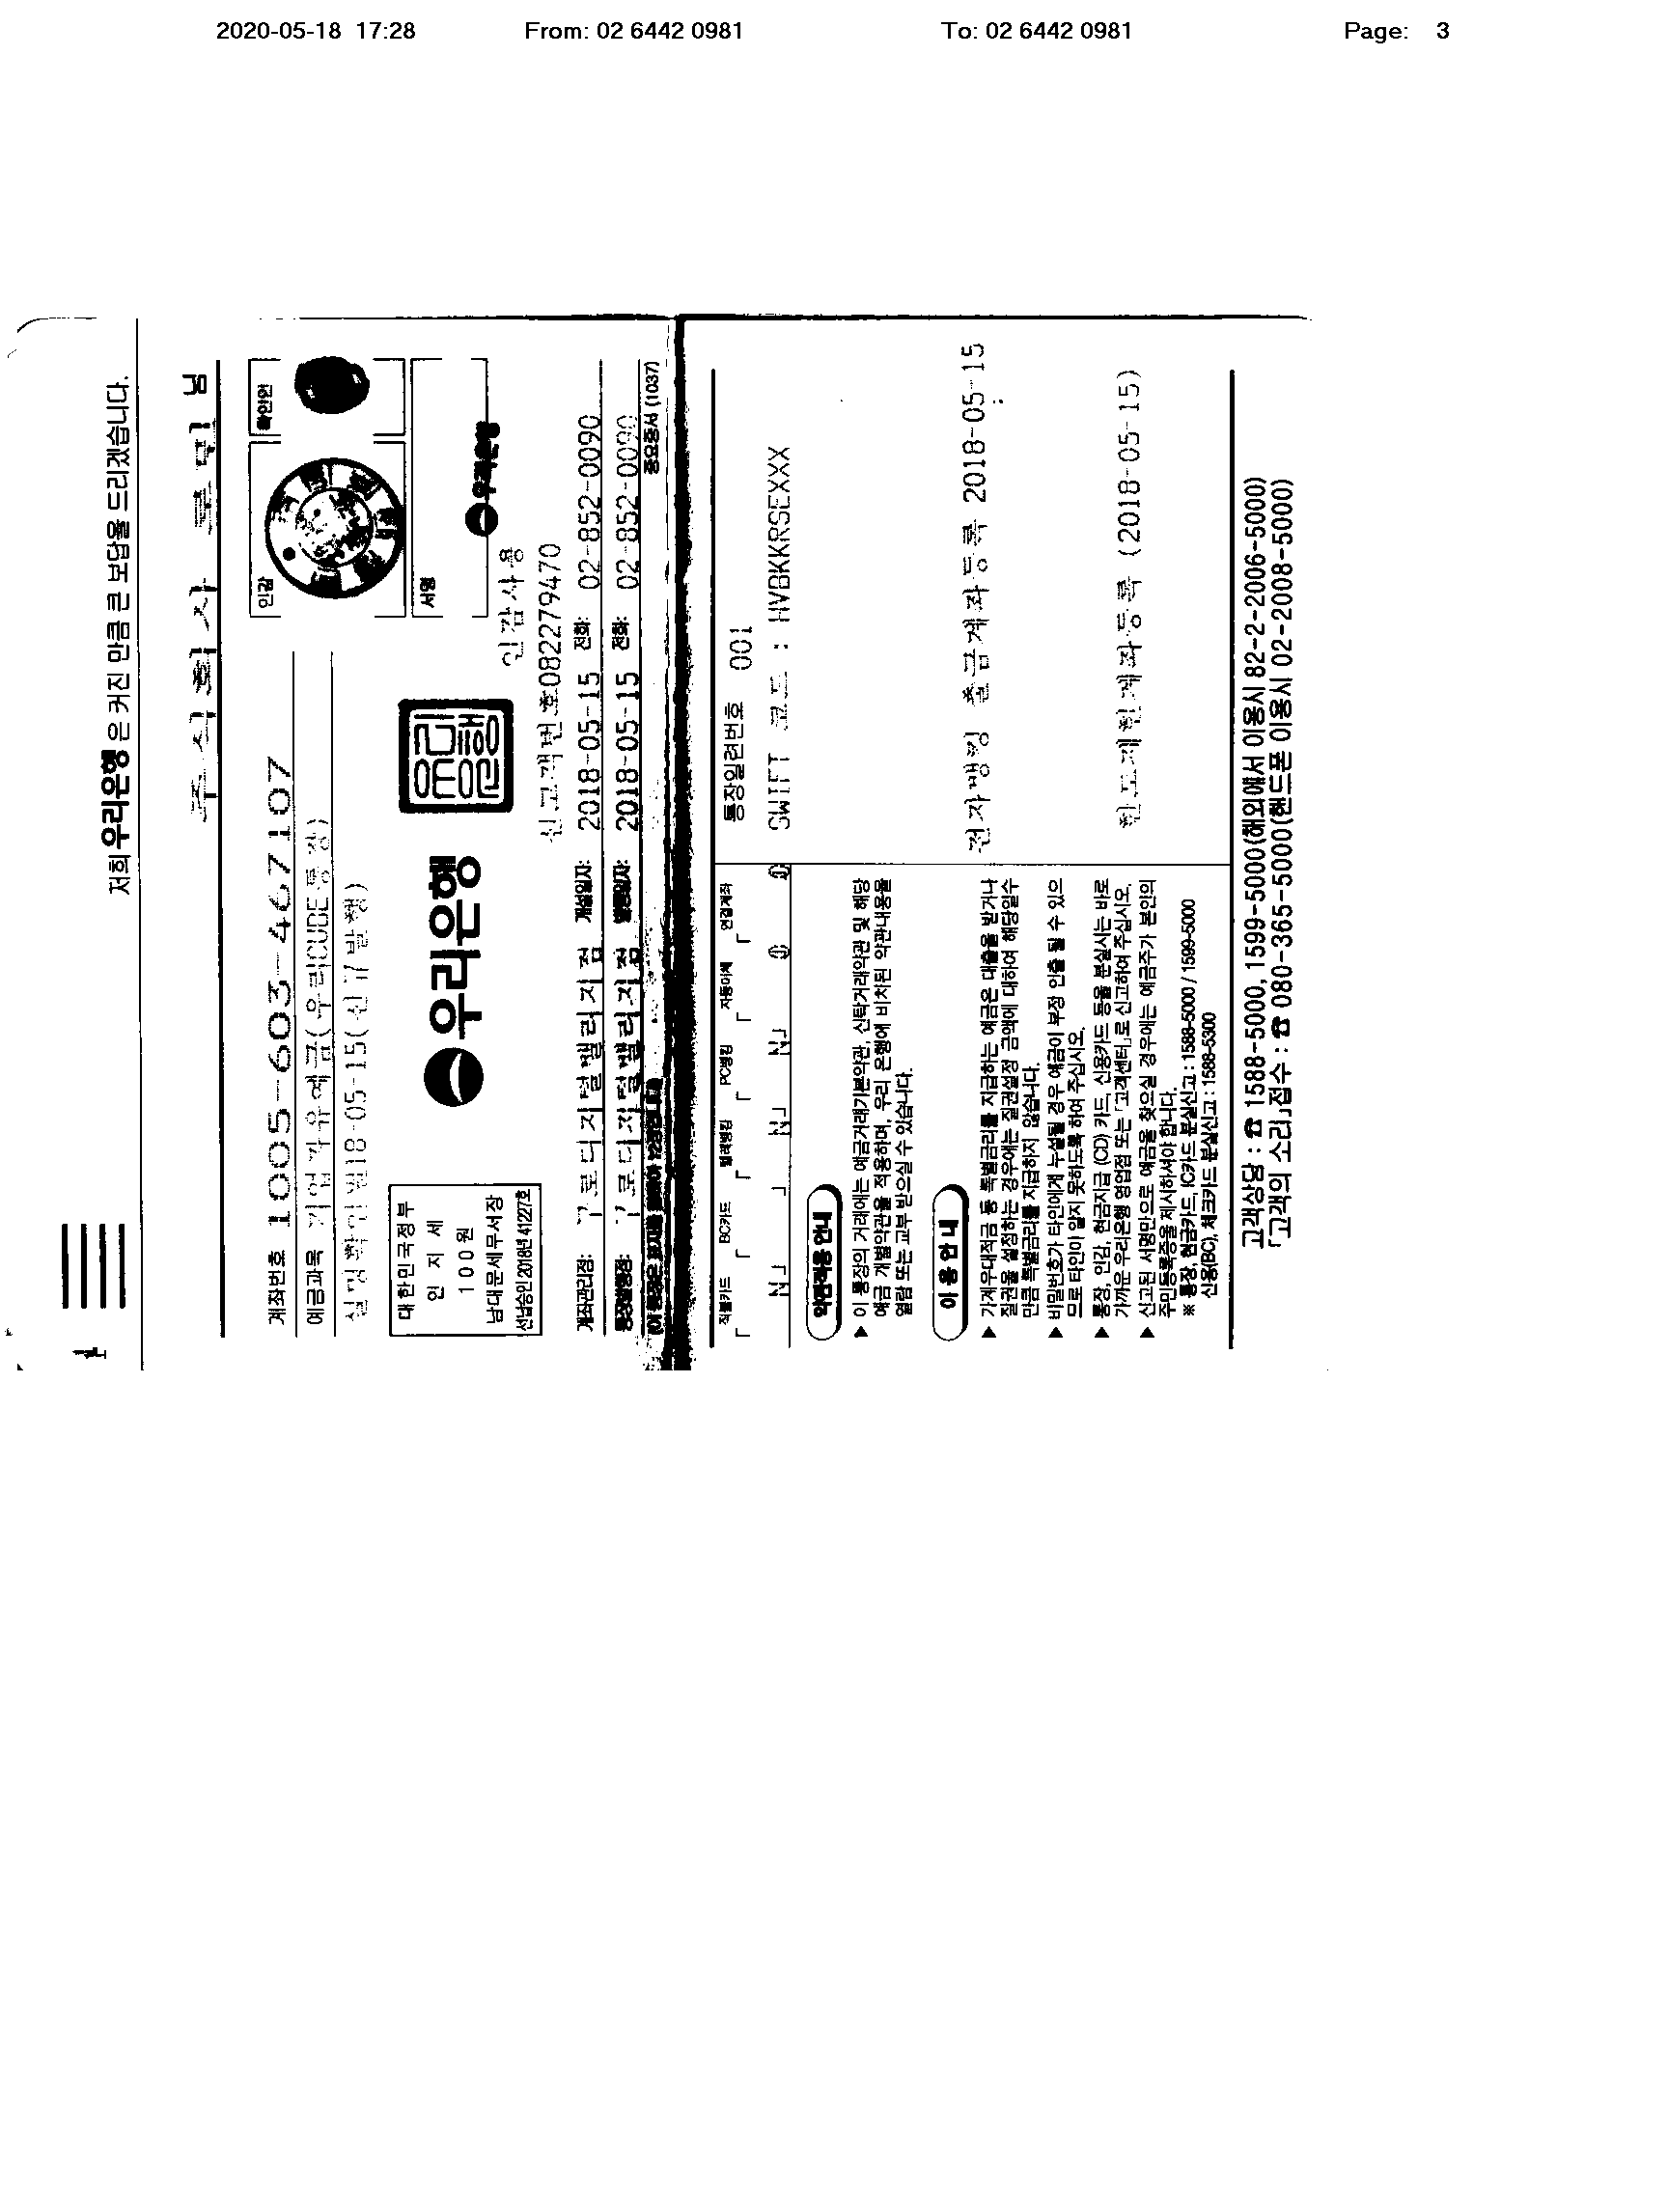 2020-05-18 17:28 From: 02 6442 0981 To: 02 6442 0981 Page: 3
저희 우리은행은 커진 만큼 큰 보답을 드리겠습니다.
주식회사
계좌번호 1005-603-467107
예금과목 기업자유예금(우리CUBE통장)
실명확인필18-05-15(신규발행)
인감
확인인
서명
우리은행
대한민국정부
인 지 세
100원
남대문세무서장
선납승인 2018년 41227호
우리은행
인감사용
신고객번호0822279470
계좌관리점: 구로디지털밸리지점 개설일자: 2018-05-15 전화: 02-852-0090
통장발행점: 구로디지털밸리지점 발행일자: 2018-05-15 전화: 02-852-0090
중요증서 (1037)
직불카드 BC카드 텔레뱅킹 PC뱅킹 자동이체 연결계좌
통장일련번호 001
SWIFT 코드 : HVBKKRSEXXX
전자뱅킹 출금계좌등록 2018-05-15
한도제한계좌등록 (2018-05-15)
약관적용안내
▶ 이 통장의 거래에는 예금거래기본약관, 신탁거래약관 및 해당
예금 개별약관을 적용하며, 우리 은행에 비치된 약관내용을
열람 또는 교부 받으실 수 있습니다.
이 용 안 내
▶ 가계우대적금 등 특별금리를 지급하는 예금은 대출을 받거나
질권을 설정하는 경우에는 질권설정 금액에 대하여 해당일수
만큼 특별금리를 지급하지 않습니다.
▶ 비밀번호가 타인에게 누설될 경우 예금이 부정 인출 될 수 있으
므로 타인이 알지 못하도록 하여 주십시오.
▶ 통장, 인감, 현금지급 (CD) 카드, 신용카드 등을 분실시는 바로
가까운 우리은행 영업점 또는 「고객센터」로 신고하여 주십시오.
▶ 신고된 서명만으로 예금을 찾으실 경우에는 예금주가 본인의
주민등록증을 제시하셔야 합니다.
※ 통장, 현금카드, IC카드 분실신고 : 1588-5000 / 1599-5000
신용(BC), 체크카드 분실신고 : 1588-5300
고객상담 : ☎ 1588-5000, 1599-5000(해외에서 이용시 82-2-2006-5000)
「고객의 소리」접수 : ☎ 080-365-5000(핸드폰 이용시 02-2008-5000)